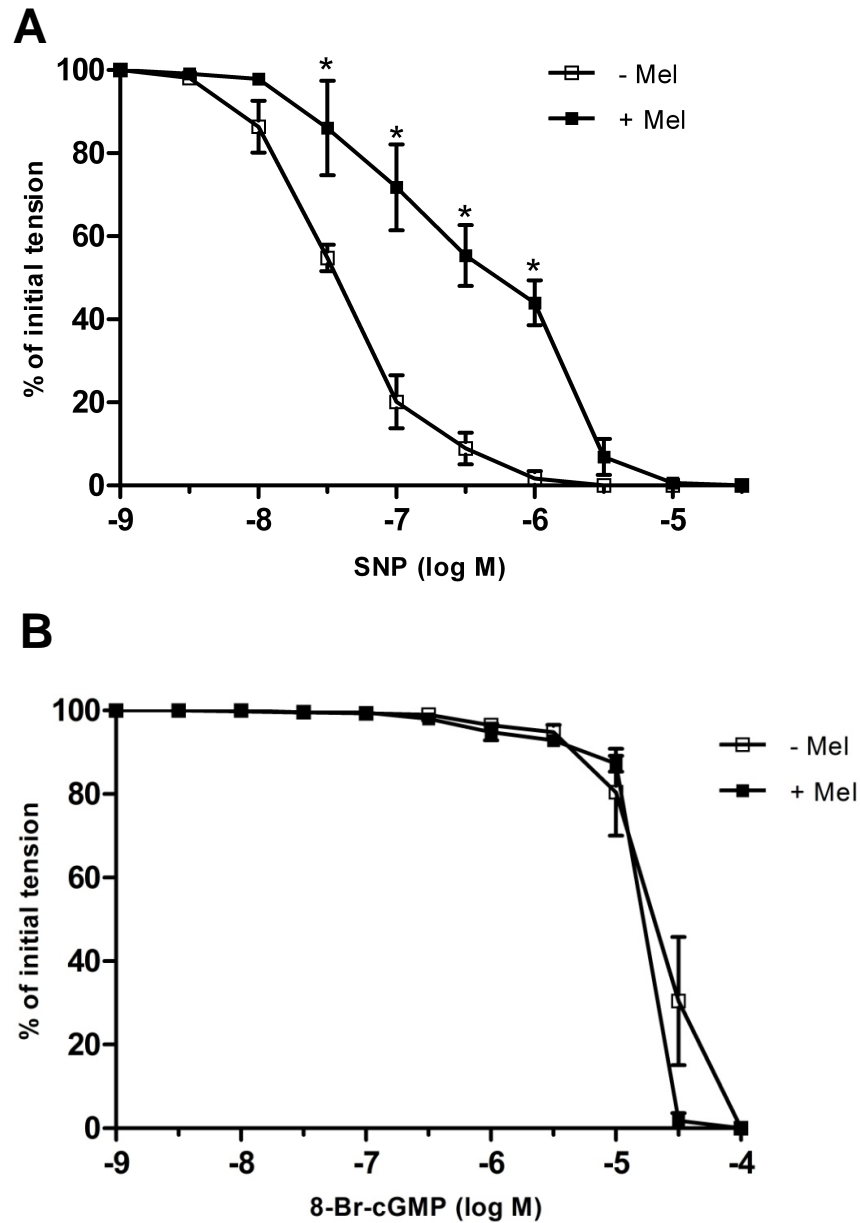 A
% of initial tension
100
80
60
40
20
0
* * * *
- Mel
+ Mel
-9 -8 -7 -6 -5
SNP (log M)
B
% of initial tension
100
80
60
40
20
0
- Mel
+ Mel
-9 -8 -7 -6 -5 -4
8-Br-cGMP (log M)